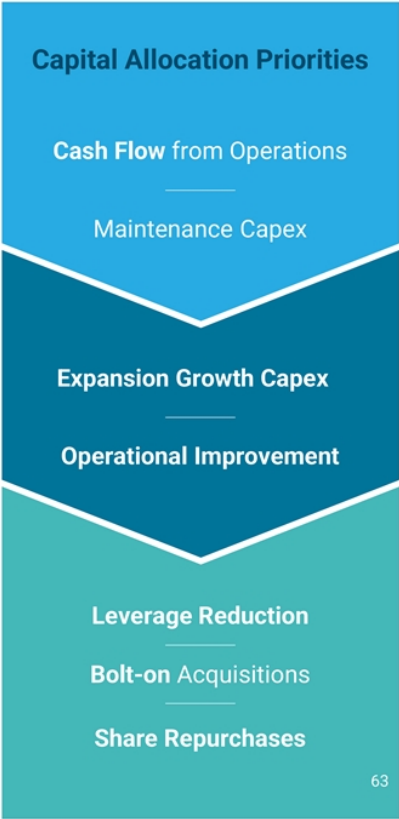 Capital Allocation Priorities
Cash Flow from Operations
Maintenance Capex
Expansion Growth Capex
Operational Improvement
Leverage Reduction
Bolt-on Acquisitions
Share Repurchases
63